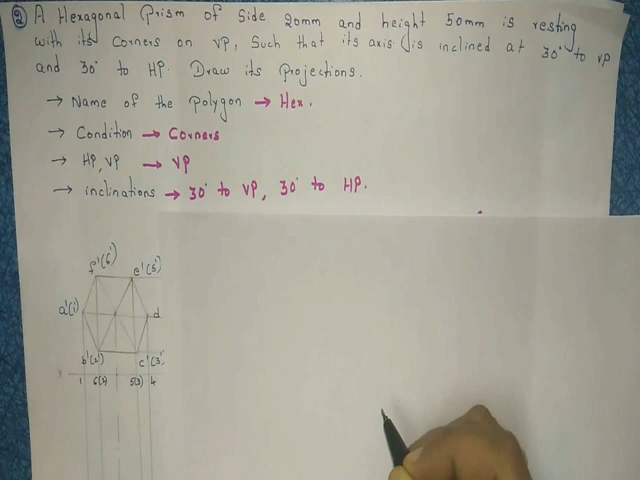 ② A Hexagonal Prism of Side 20mm and height 50mm is resting
with its Corners on VP, Such that its axis is inclined at 30° to VP
and 30° to HP. Draw its Projections.
→ Name of the Polygon → Hex.
→ Condition → Corners
→ HP, VP → VP
→ inclinations → 30° to VP, 30° to HP.
f'(6') e'(5')
a'(1') d
b'(2') c'(3'
1 5(3) 4